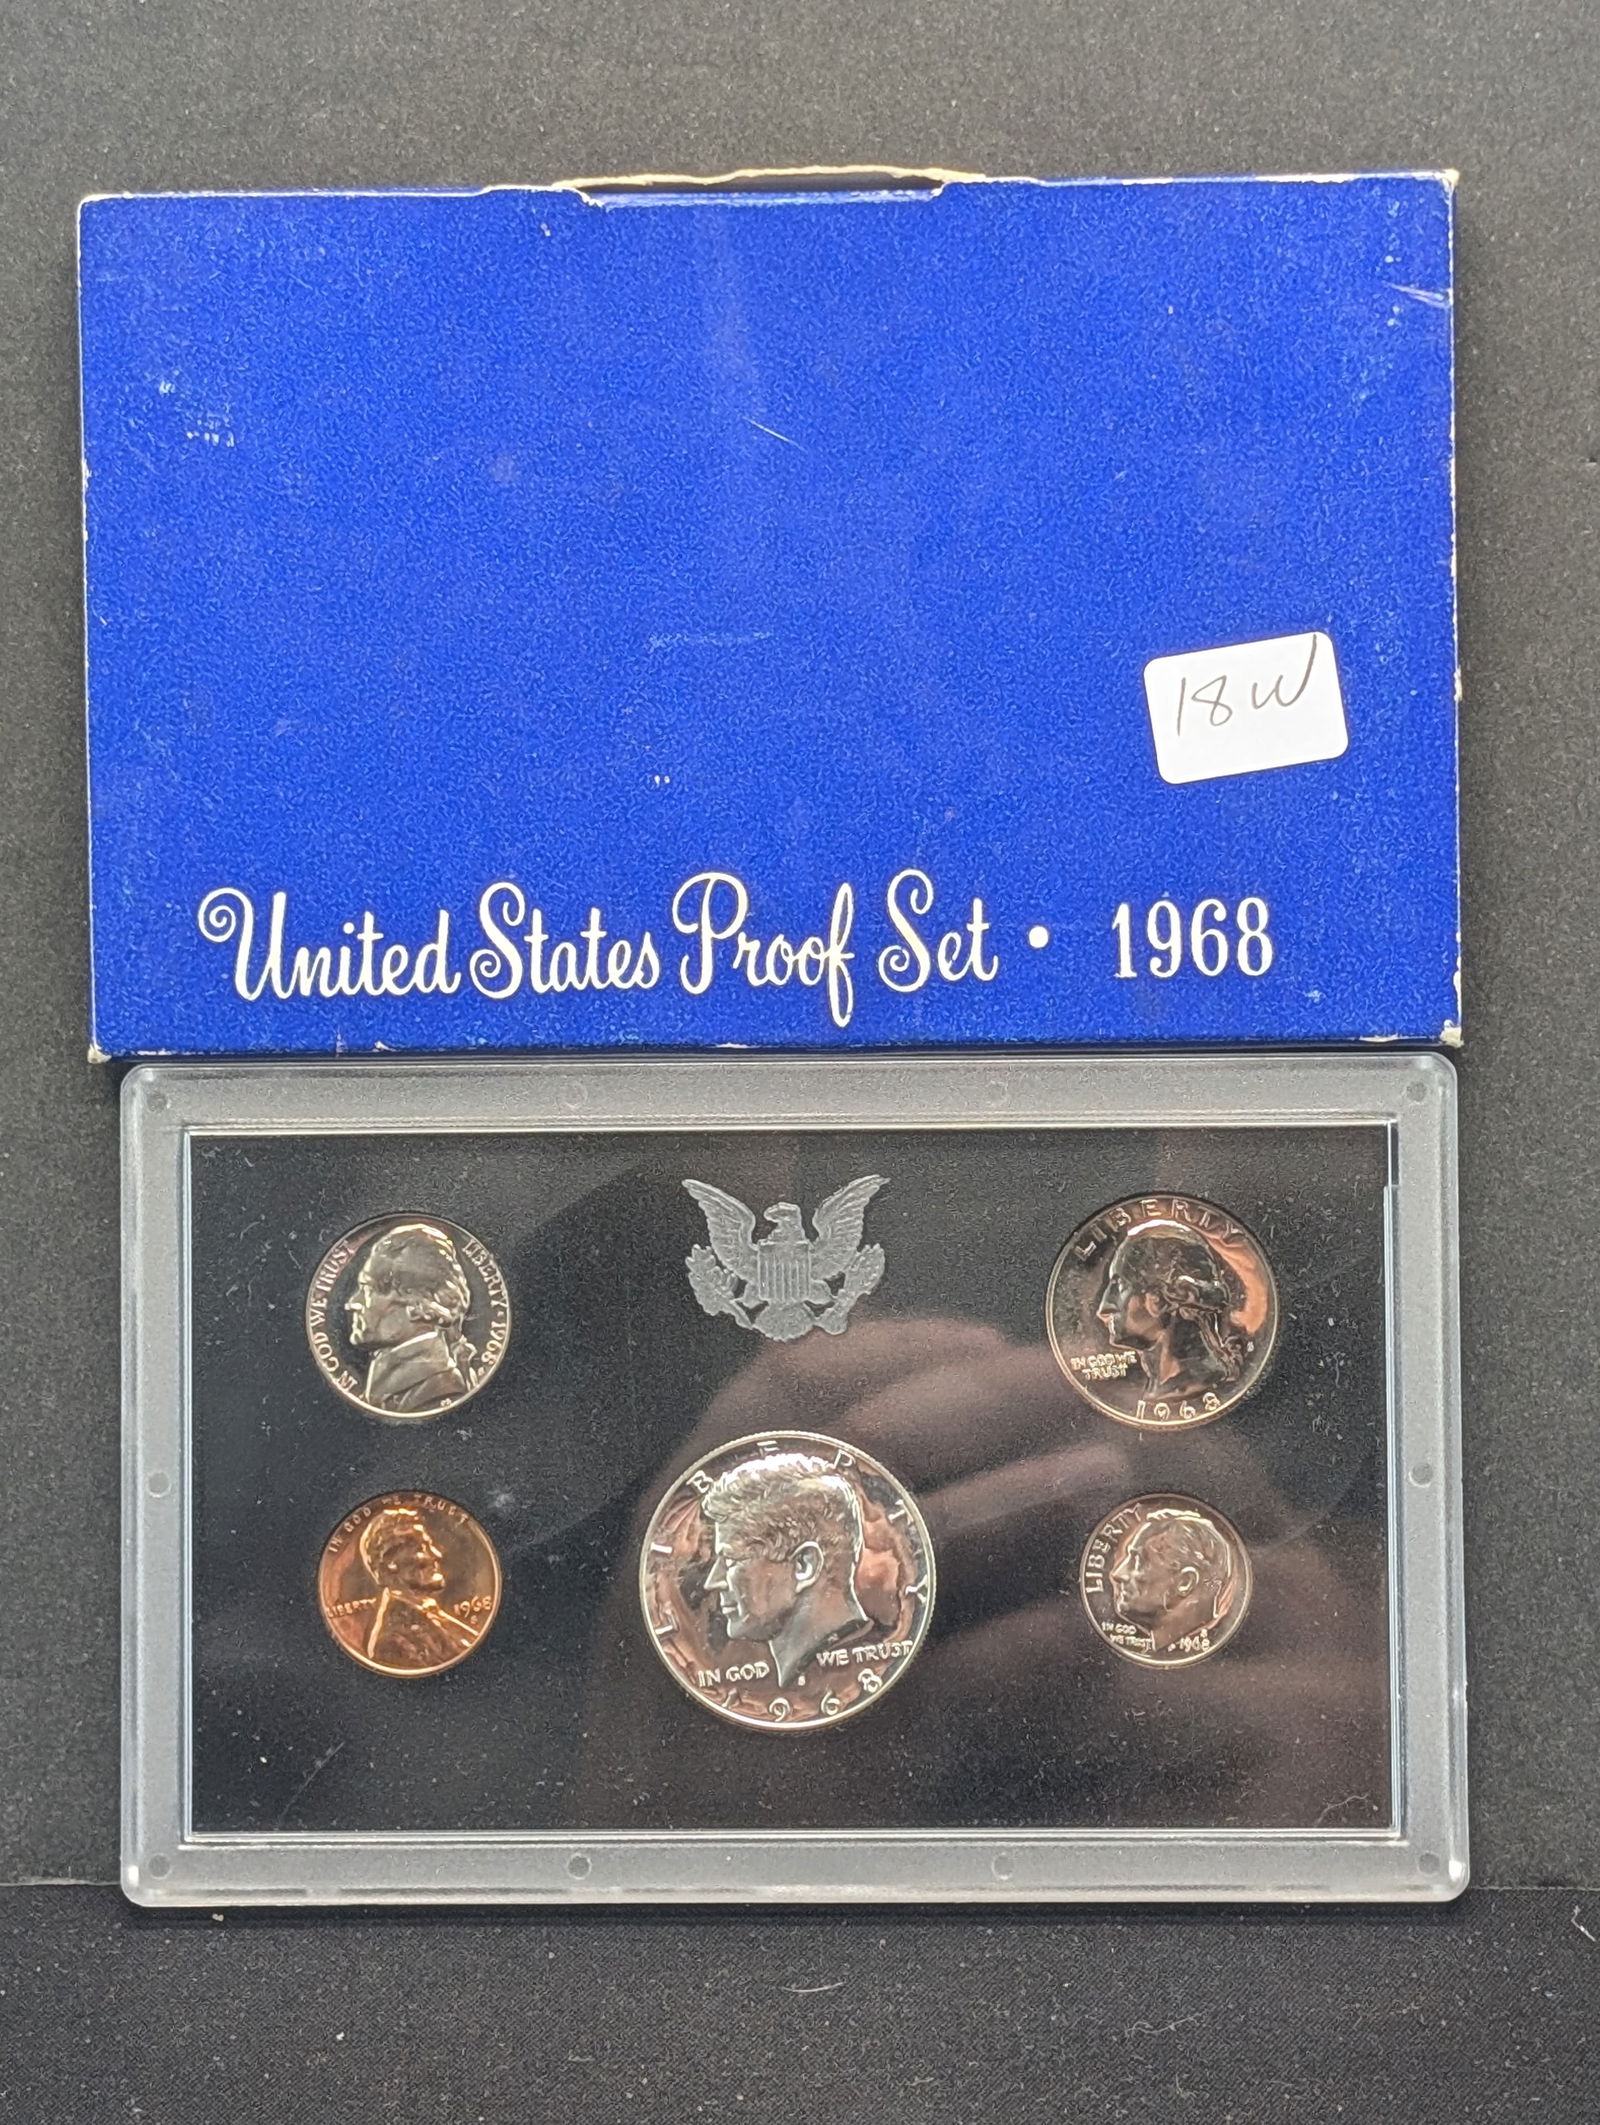 18W
United States Proof Set • 1968
IN GOD WE TRUST LIBERTY • 1968 S
LIBERTY
IN GOD WE
TRUST
S
1968
IN GOD WE TRUST
LIBERTY 1968
S
LIBERTY
IN GOD WE TRUST
S
968
LIBERTY
IN GOD
WE TRUST
S
1968